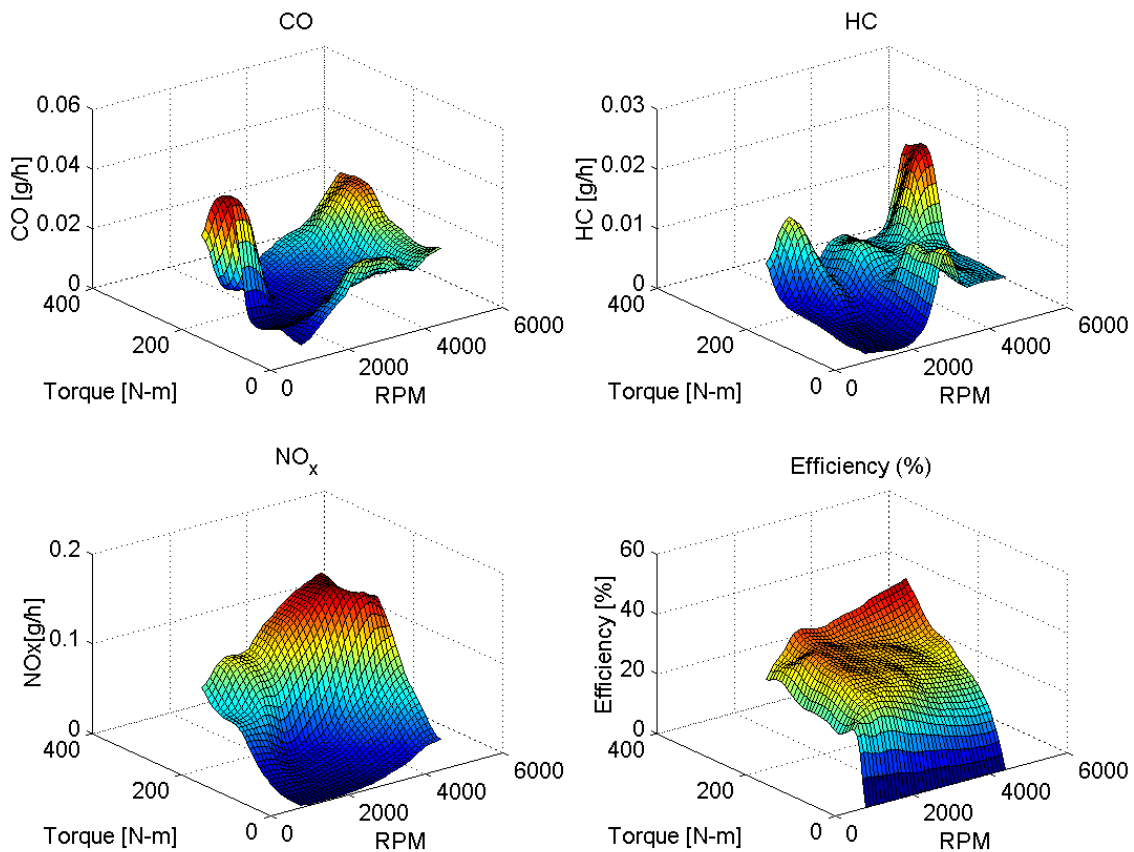 CO
0.06
0.04
0.02
0
CO [g/h]
400
200
0
Torque [N-m]
0
2000
4000
6000
RPM
HC
0.03
0.02
0.01
0
HC [g/h]
400
200
0
Torque [N-m]
0
2000
4000
6000
RPM
NOx
0.2
0.1
0
NOx[g/h]
400
200
0
Torque [N-m]
0
2000
4000
6000
RPM
Efficiency (%)
60
40
20
0
Efficiency [%]
400
200
0
Torque [N-m]
0
2000
4000
6000
RPM